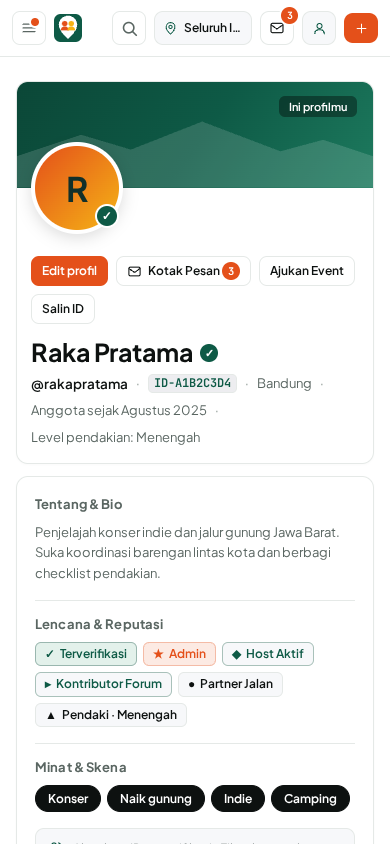 3
Seluruh I...
Ini profilmu
R
Edit profil
Kotak Pesan 3
Ajukan Event
Salin ID
Raka Pratama
@rakapratama · ID-A1B2C3D4 · Bandung ·
Anggota sejak Agustus 2025 ·
Level pendakian: Menengah
Tentang & Bio
Penjelajah konser indie dan jalur gunung Jawa Barat.
Suka koordinasi barengan lintas kota dan berbagi
checklist pendakian.
Lencana & Reputasi
✓ Terverifikasi ★ Admin ◆ Host Aktif
▸ Kontributor Forum ● Partner Jalan
▲ Pendaki · Menengah
Minat & Skena
Konser Naik gunung Indie Camping